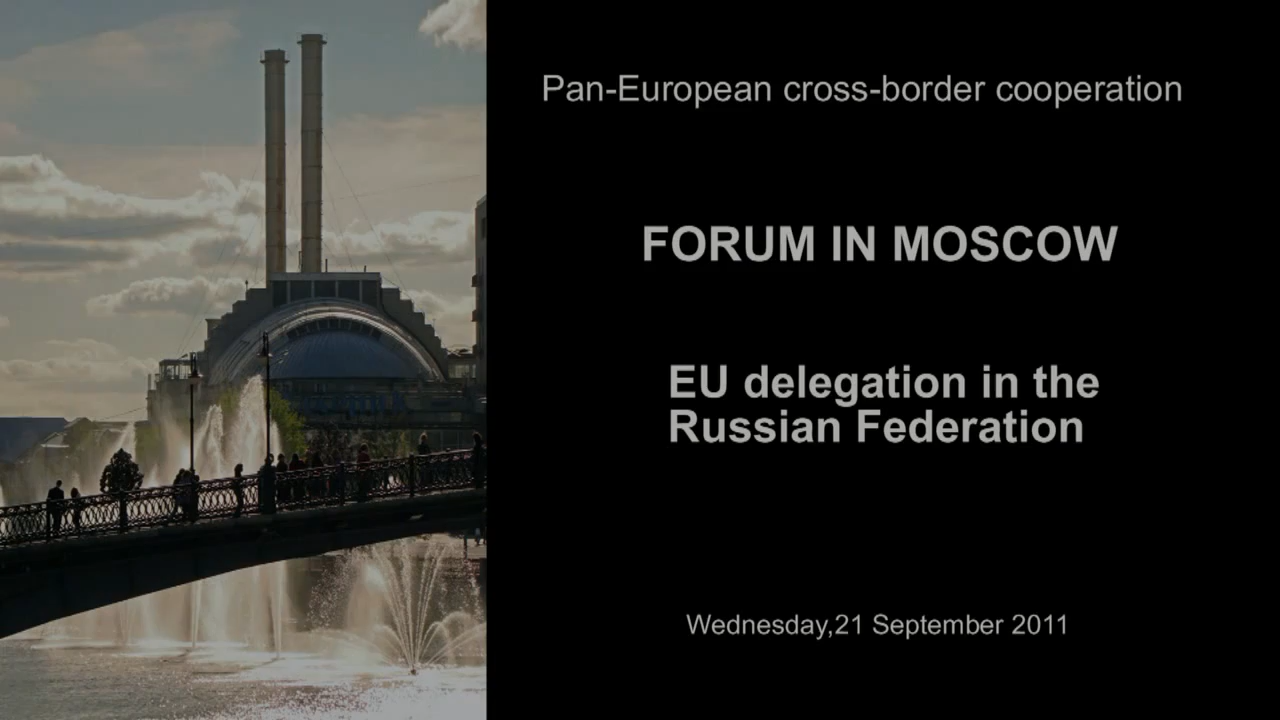 Pan-European cross-border cooperation
FORUM IN MOSCOW
EU delegation in the
Russian Federation
Wednesday,21 September 2011